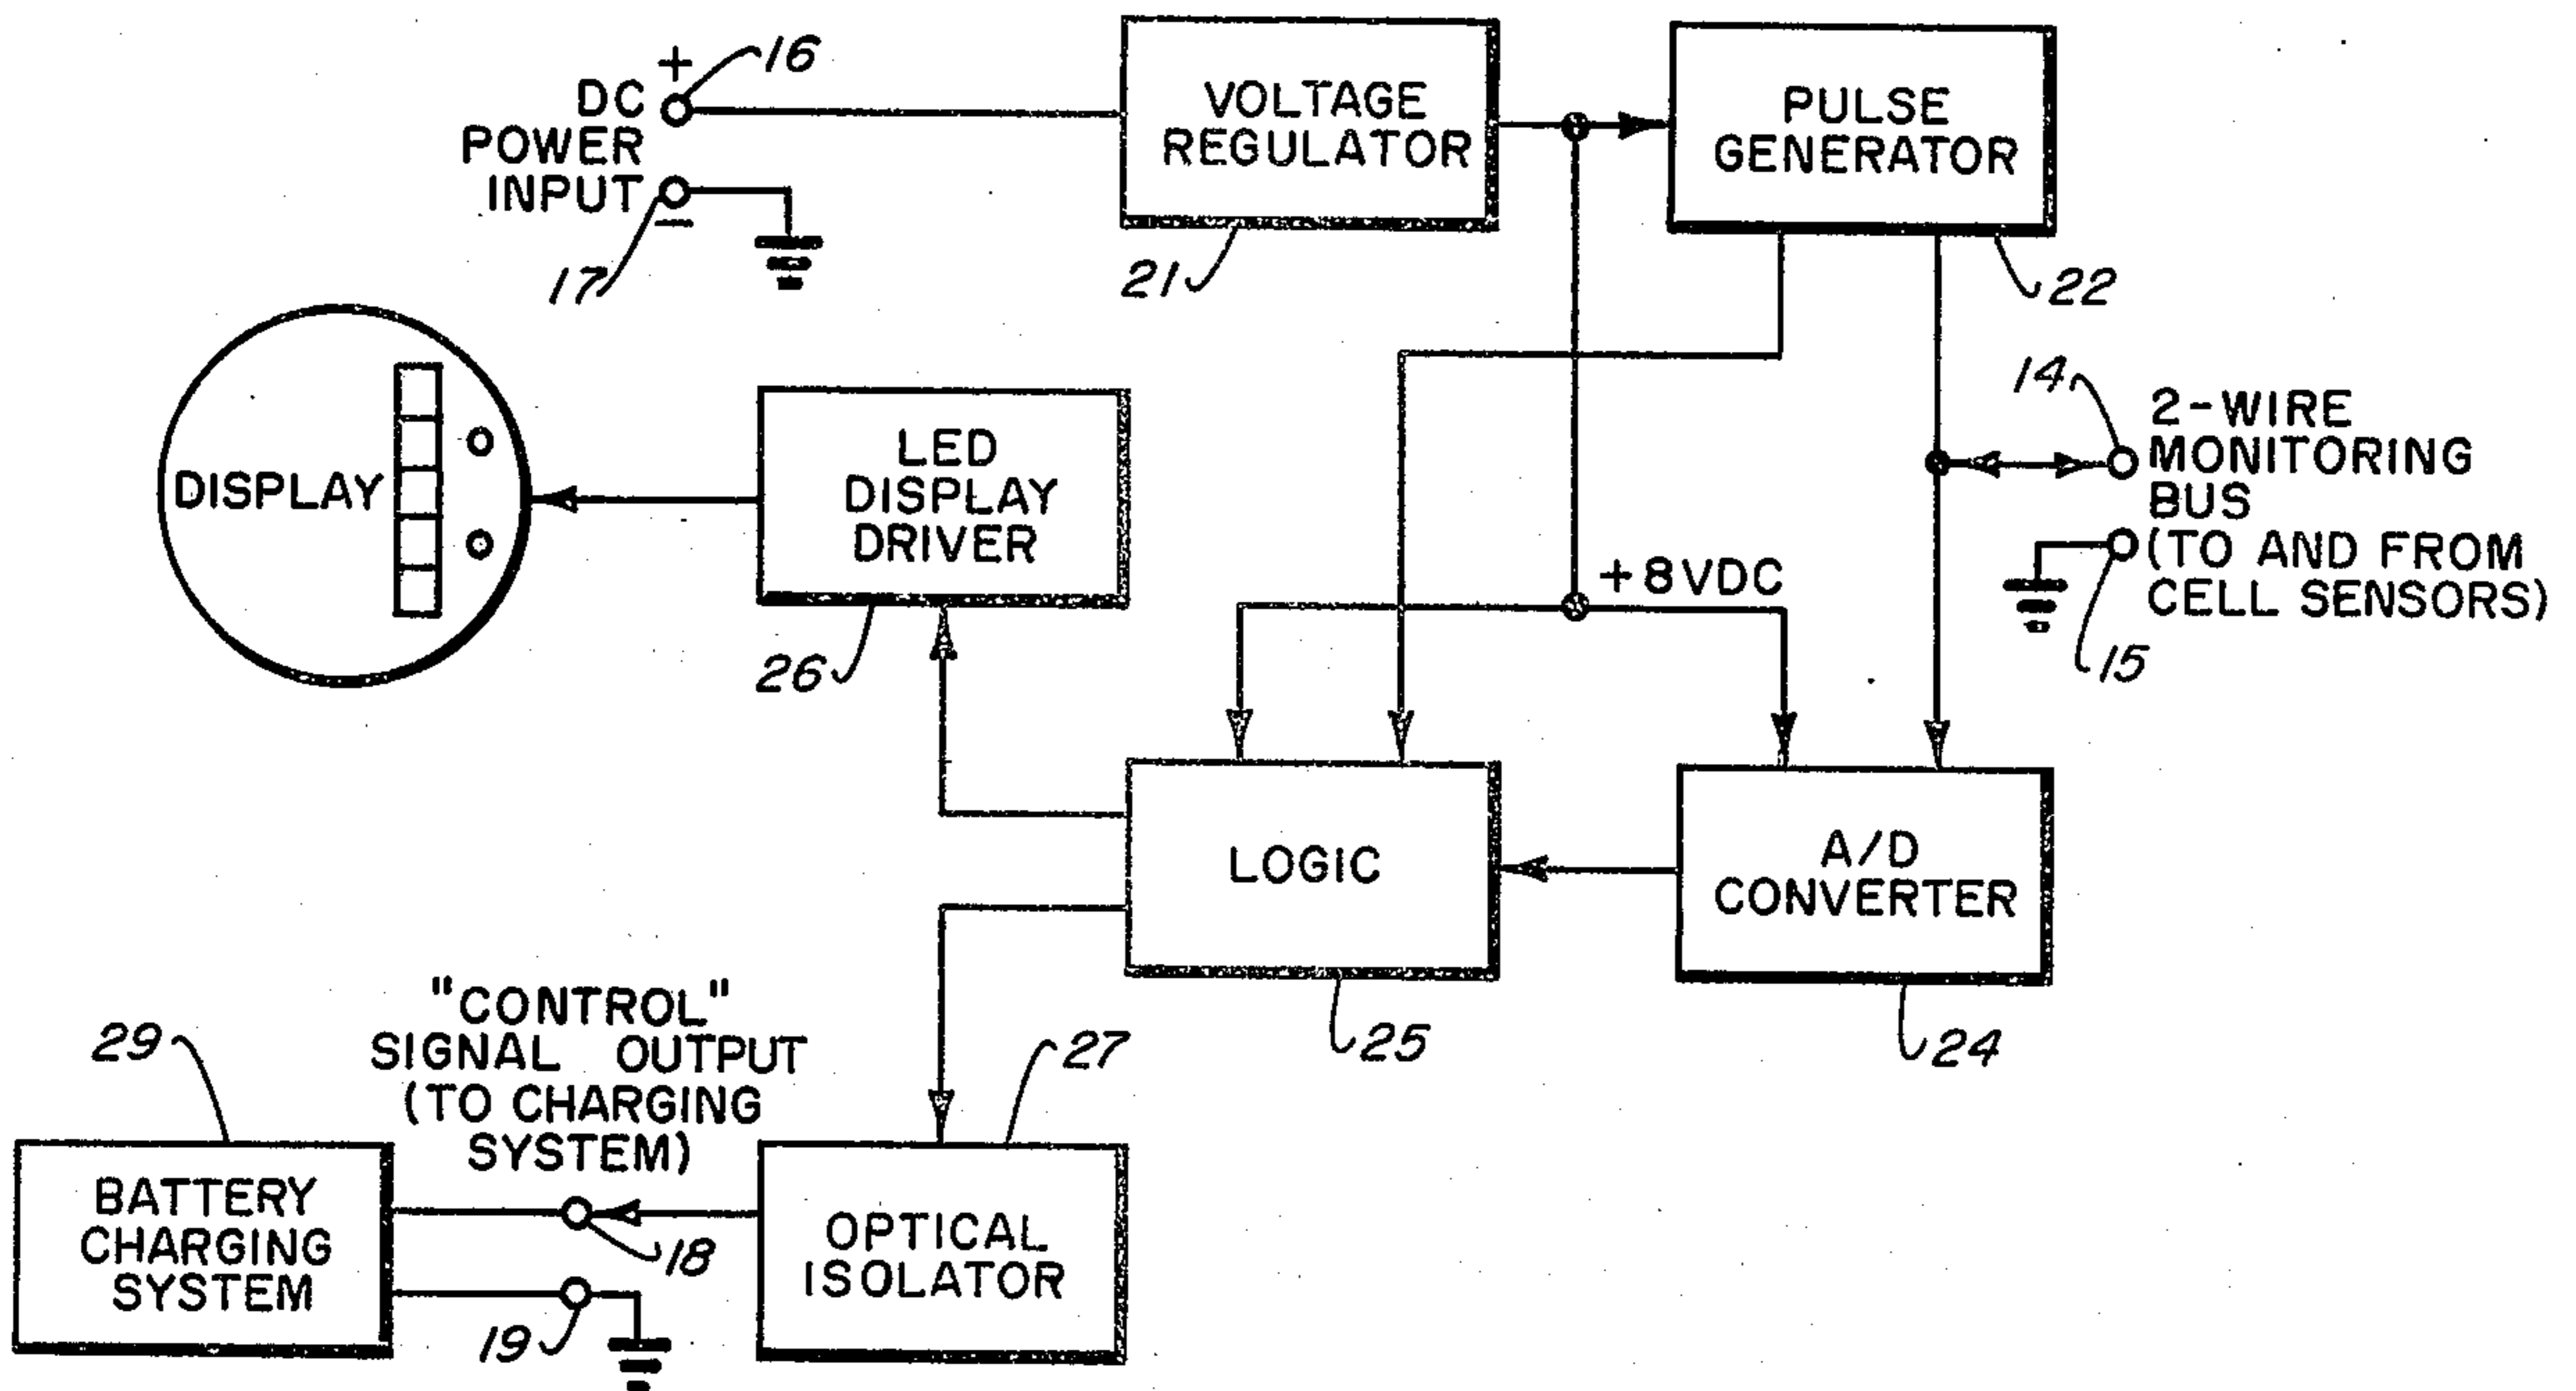 +
16
DC
POWER
INPUT
−
17
VOLTAGE
REGULATOR
21
PULSE
GENERATOR
22
14
2-WIRE
MONITORING
BUS
(TO AND FROM
CELL SENSORS)
15
DISPLAY
LED
DISPLAY
DRIVER
26
+8VDC
LOGIC
25
A/D
CONVERTER
24
"CONTROL"
SIGNAL OUTPUT
(TO CHARGING
SYSTEM)
29
BATTERY
CHARGING
SYSTEM
18
19
27
OPTICAL
ISOLATOR